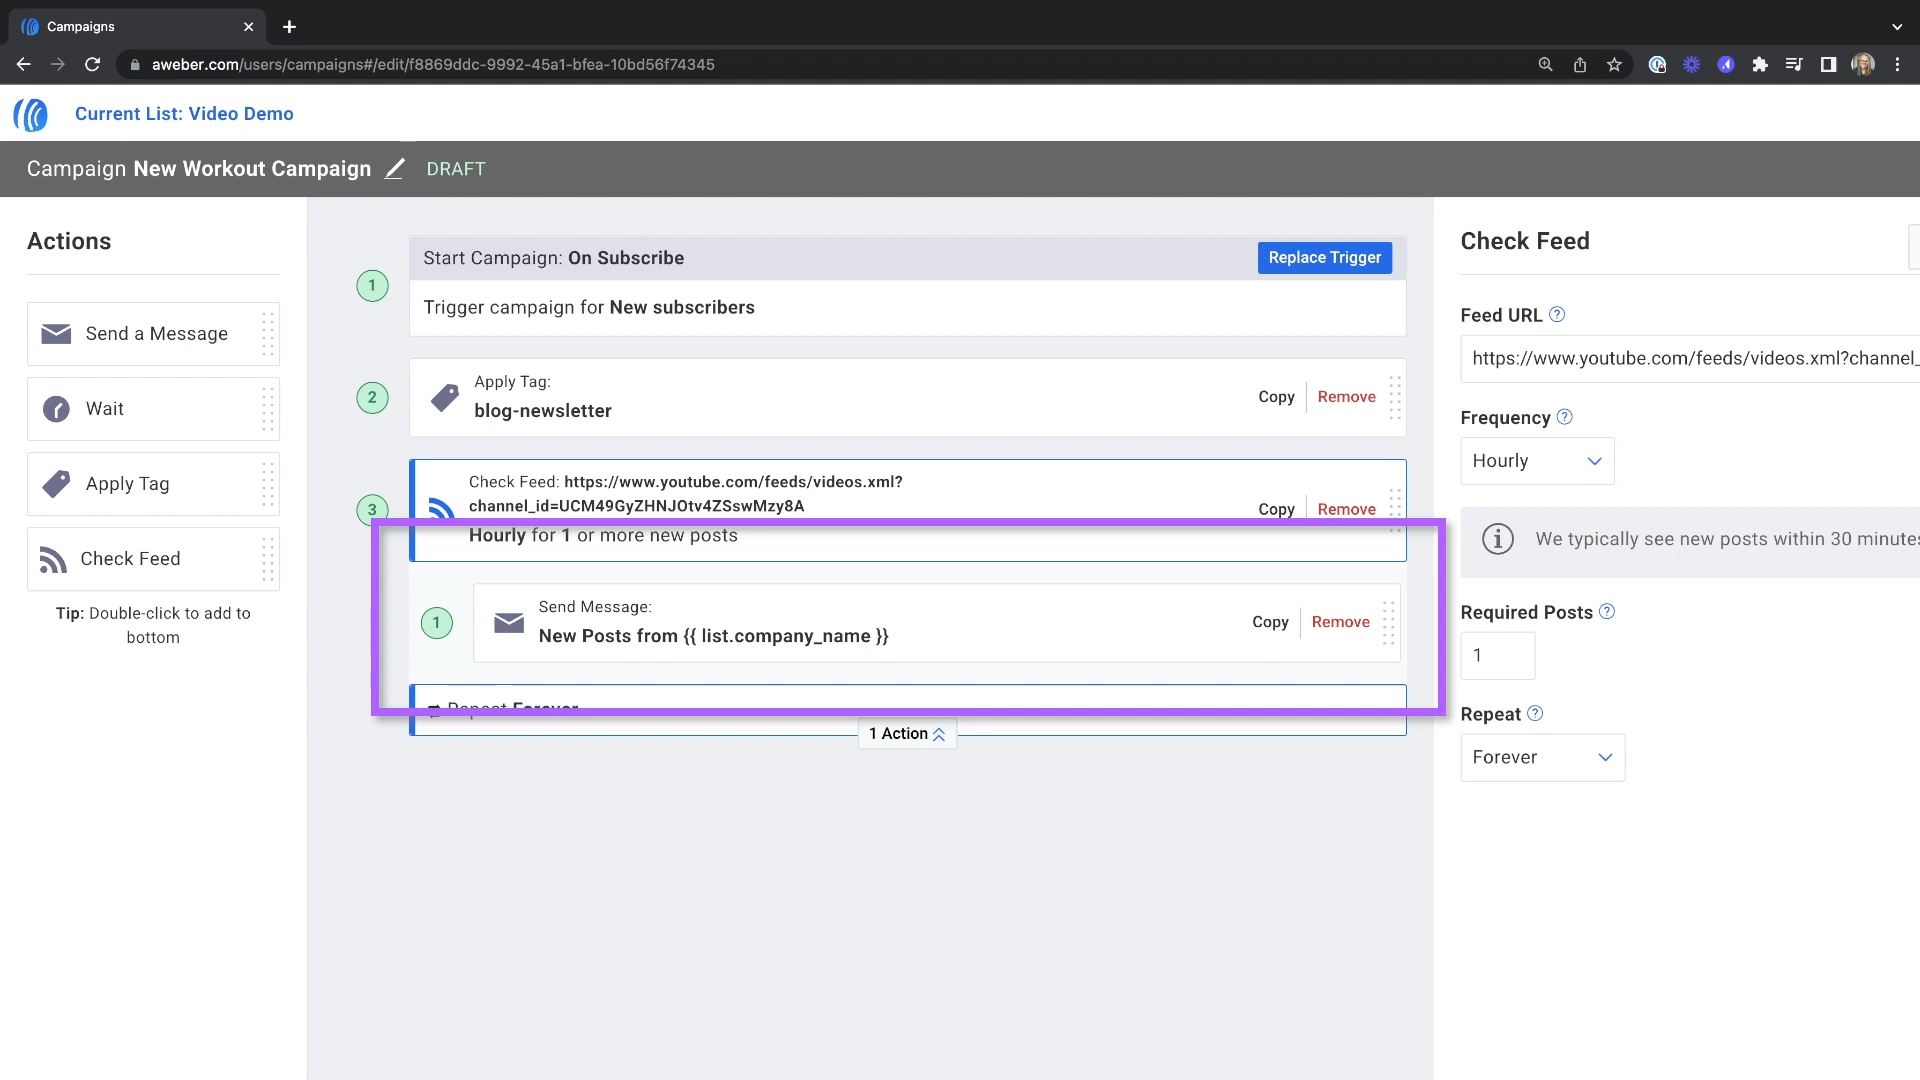 Campaigns
aweber.com/users/campaigns#/edit/f8869ddc-9992-45a1-bfea-10bd56f74345
Current List: Video Demo
Campaign New Workout Campaign DRAFT
Actions
Send a Message
Wait
Apply Tag
Check Feed
Tip: Double-click to add to
bottom
1
Start Campaign: On Subscribe
Replace Trigger
Trigger campaign for New subscribers
2
Apply Tag:
blog-newsletter
Copy Remove
3
Check Feed: https://www.youtube.com/feeds/videos.xml?
channel_id=UCM49GyZHNJOtv4ZSswMzy8A
Hourly for 1 or more new posts
Copy Remove
1
Send Message:
New Posts from {{ list.company_name }}
Copy Remove
Repeat Forever
1 Action
Check Feed
Feed URL ?
https://www.youtube.com/feeds/videos.xml?channel_
Frequency ?
Hourly
We typically see new posts within 30 minutes
Required Posts ?
1
Repeat ?
Forever